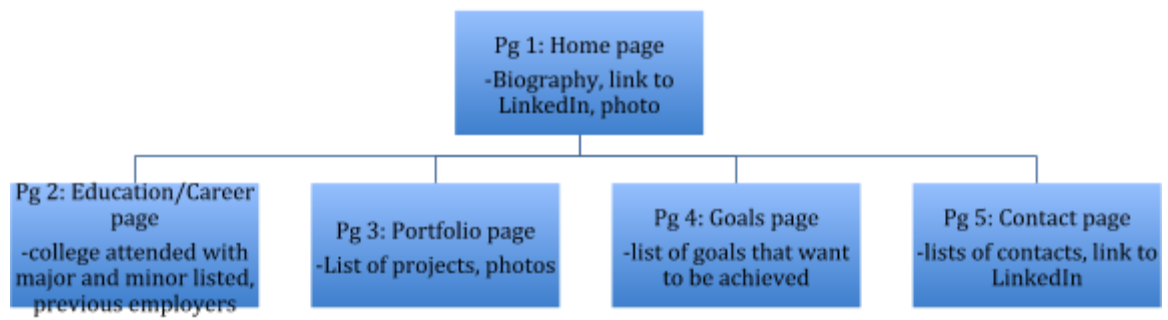 Pg 1: Home page
-Biography, link to
LinkedIn, photo
Pg 2: Education/Career
page
-college attended with
major and minor listed,
previous employers
Pg 3: Portfolio page
-List of projects, photos
Pg 4: Goals page
-list of goals that want
to be achieved
Pg 5: Contact page
-lists of contacts, link to
LinkedIn